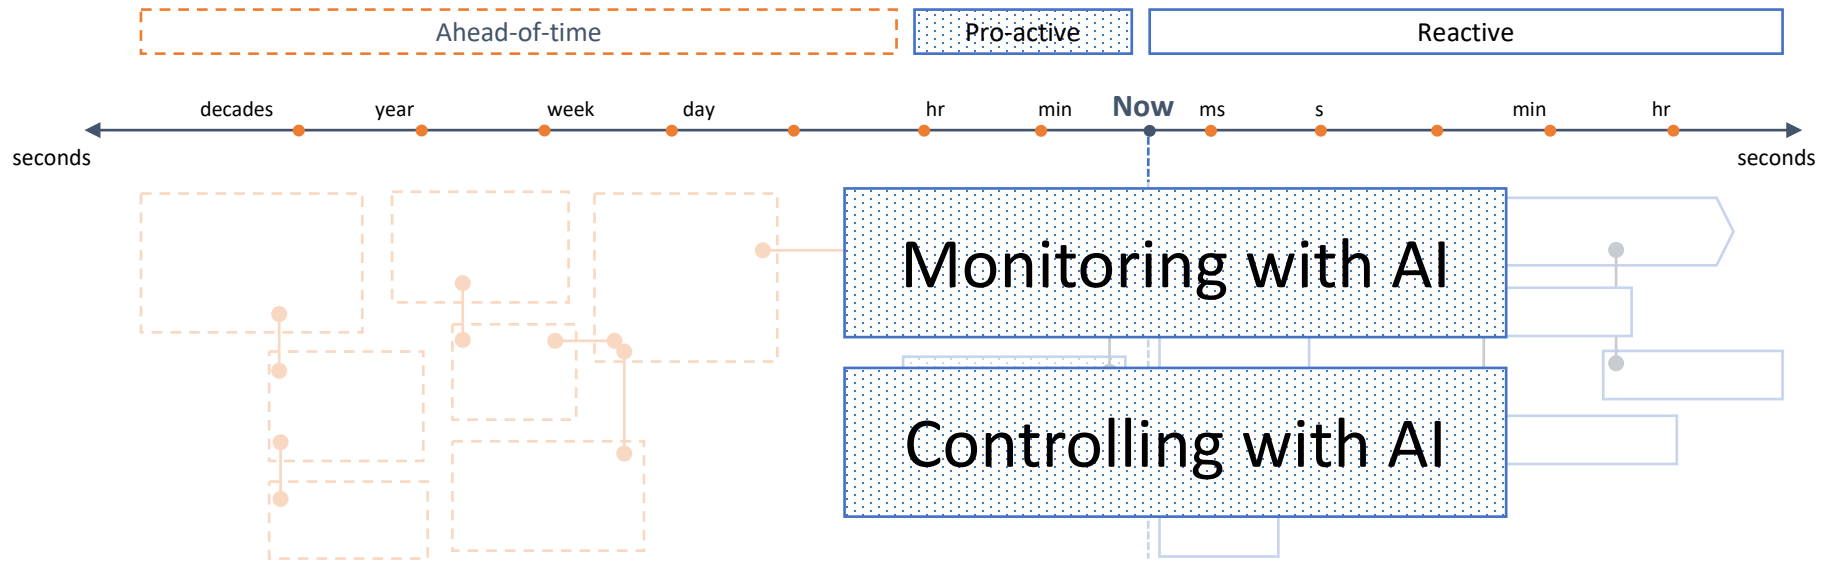 Ahead-of-time
Pro-active
Reactive
decades year week day hr min Now ms s min hr
seconds seconds
Monitoring with AI
Controlling with AI